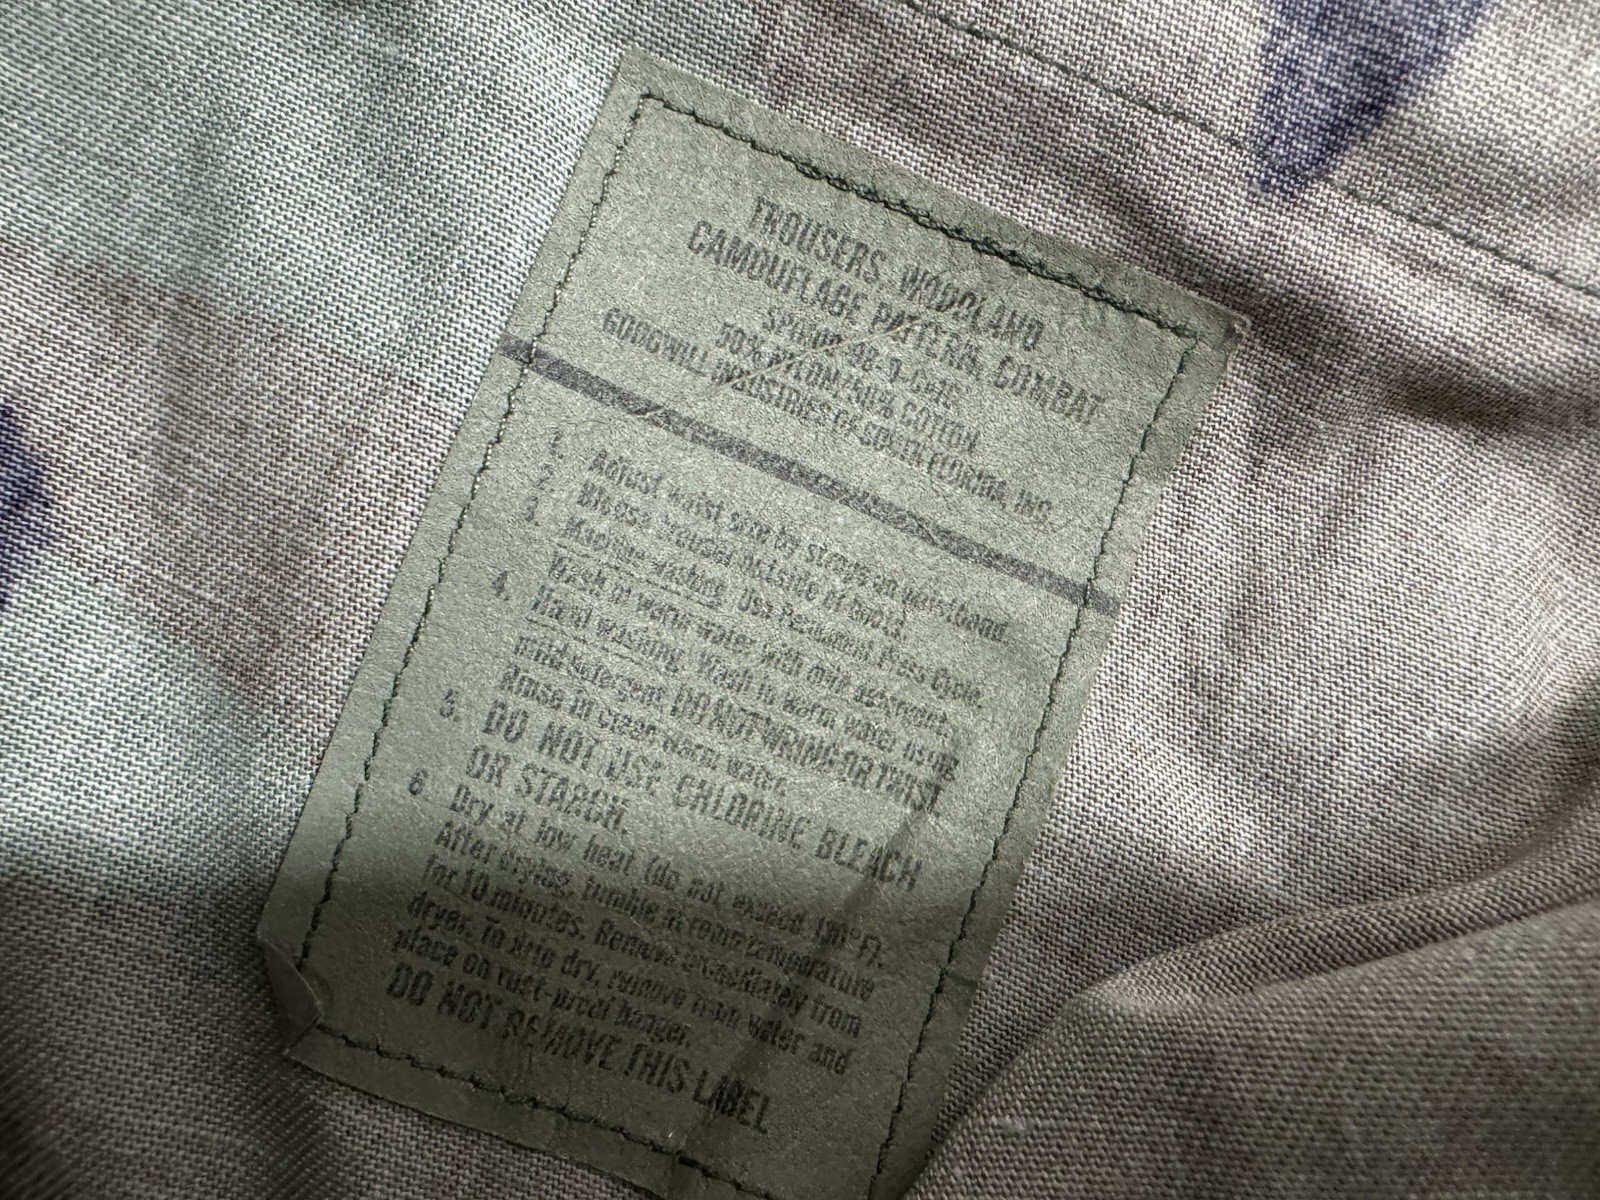 TROUSERS, WOODLAND
CAMOUFLAGE PATTERN, COMBAT
50% NYLON/50% COTTON
GOODWILL INDUSTRIES OF SOUTH FLORIDA, INC.
1. Adjust waist size by straps on waistband.
2. Blouse trouser outside of boots.
3. Machine washing. Use Permanent Press Cycle.
Wash in warm water with mild detergent.
4. Hand washing. Wash in warm water using
mild detergent. DO NOT WRING OR TWIST.
Rinse in clean warm water.
5. DO NOT USE CHLORINE BLEACH
OR STARCH.
6. Dry at low heat (do not exceed °F).
After drying, tumble at room temperature
for 10 minutes. Remove immediately from
dryer. To drip dry, remove from water and
place on rust-proof hanger.
DO NOT REMOVE THIS LABEL